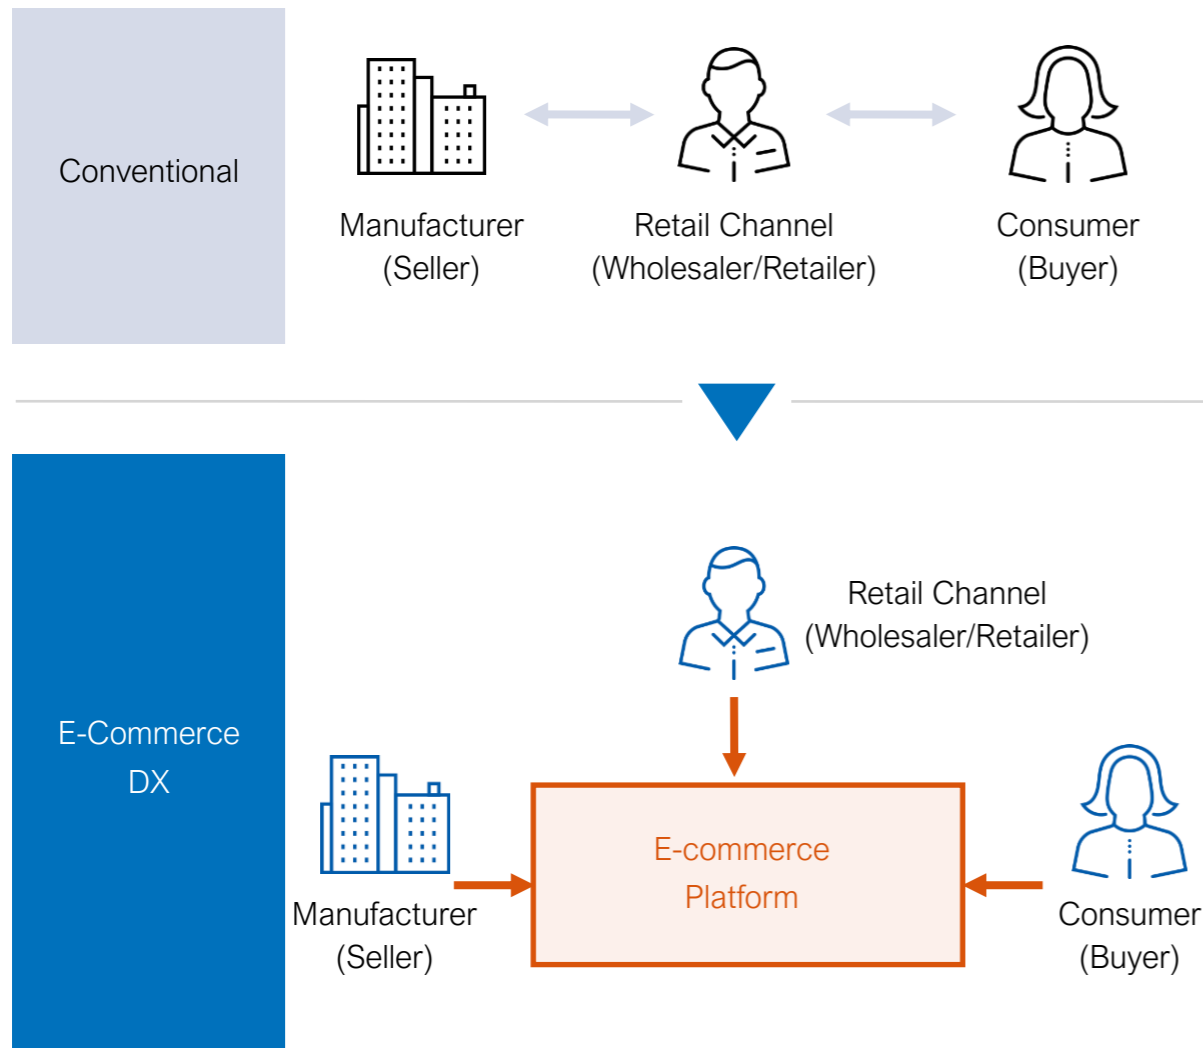 Conventional
Manufacturer
(Seller)
Retail Channel
(Wholesaler/Retailer)
Consumer
(Buyer)
E-Commerce
DX
Retail Channel
(Wholesaler/Retailer)
Manufacturer
(Seller)
E-commerce
Platform
Consumer
(Buyer)